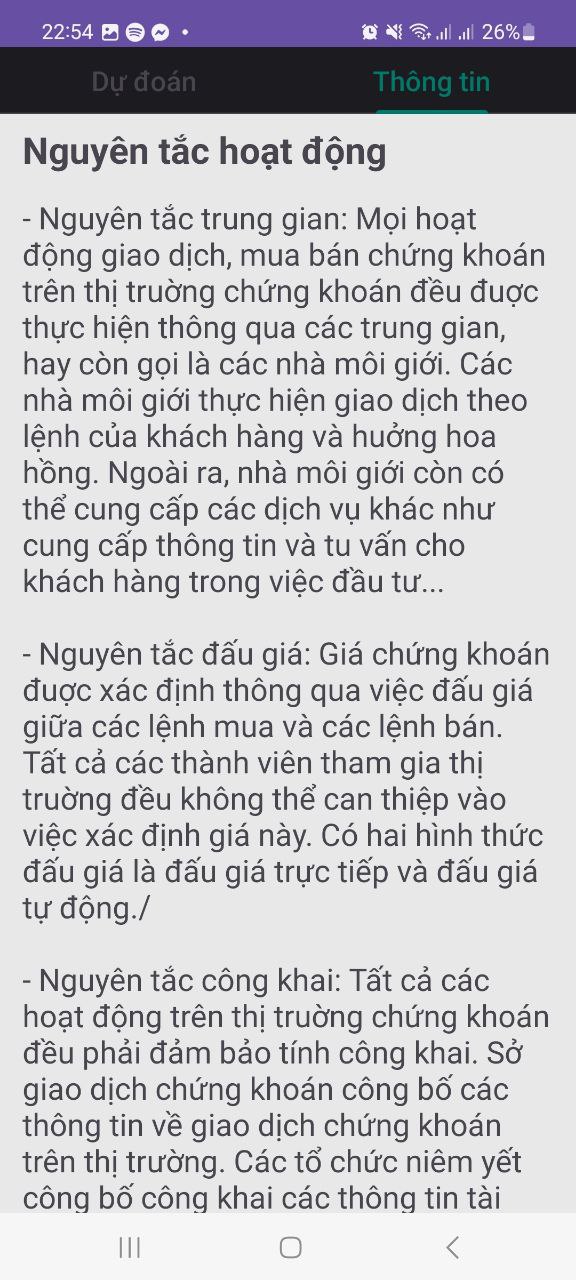 22:54
26%
Dự đoán
Thông tin
Nguyên tắc hoạt động
- Nguyên tắc trung gian: Mọi hoạt
động giao dịch, mua bán chứng khoán
trên thị truờng chứng khoán đều đuợc
thực hiện thông qua các trung gian,
hay còn gọi là các nhà môi giới. Các
nhà môi giới thực hiện giao dịch theo
lệnh của khách hàng và huởng hoa
hồng. Ngoài ra, nhà môi giới còn có
thể cung cấp các dịch vụ khác như
cung cấp thông tin và tu vấn cho
khách hàng trong việc đầu tư...
- Nguyên tắc đấu giá: Giá chứng khoán
đuợc xác định thông qua việc đấu giá
giữa các lệnh mua và các lệnh bán.
Tất cả các thành viên tham gia thị
truờng đều không thể can thiệp vào
việc xác định giá này. Có hai hình thức
đấu giá là đấu giá trực tiếp và đấu giá
tự động./
- Nguyên tắc công khai: Tất cả các
hoạt động trên thị truờng chứng khoán
đều phải đảm bảo tính công khai. Sở
giao dịch chứng khoán công bố các
thông tin về giao dịch chứng khoán
trên thị trường. Các tổ chức niêm yết
công bố công khai các thông tin tài